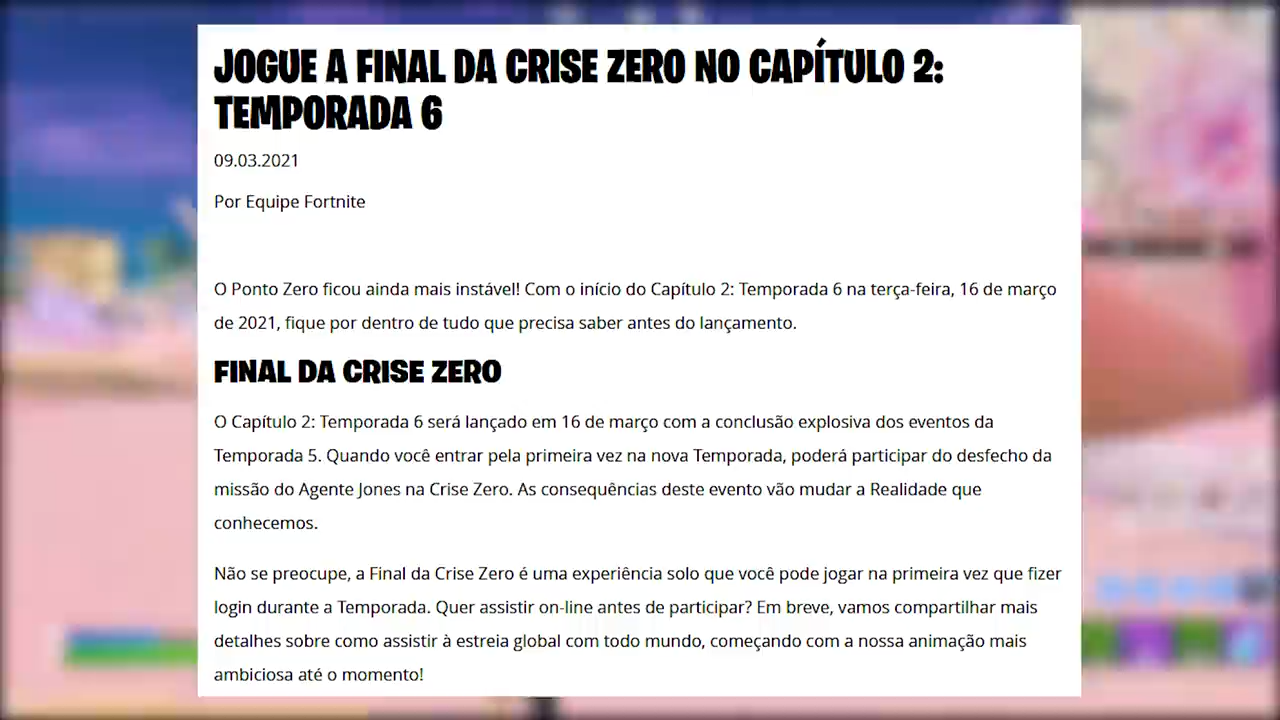 JOGUE A FINAL DA CRISE ZERO NO CAPÍTULO 2:
TEMPORADA 6
09.03.2021
Por Equipe Fortnite
O Ponto Zero ficou ainda mais instável! Com o início do Capítulo 2: Temporada 6 na terça-feira, 16 de março
de 2021, fique por dentro de tudo que precisa saber antes do lançamento.
FINAL DA CRISE ZERO
O Capítulo 2: Temporada 6 será lançado em 16 de março com a conclusão explosiva dos eventos da
Temporada 5. Quando você entrar pela primeira vez na nova Temporada, poderá participar do desfecho da
missão do Agente Jones na Crise Zero. As consequências deste evento vão mudar a Realidade que
conhecemos.
Não se preocupe, a Final da Crise Zero é uma experiência solo que você pode jogar na primeira vez que fizer
login durante a Temporada. Quer assistir on-line antes de participar? Em breve, vamos compartilhar mais
detalhes sobre como assistir à estreia global com todo mundo, começando com a nossa animação mais
ambiciosa até o momento!